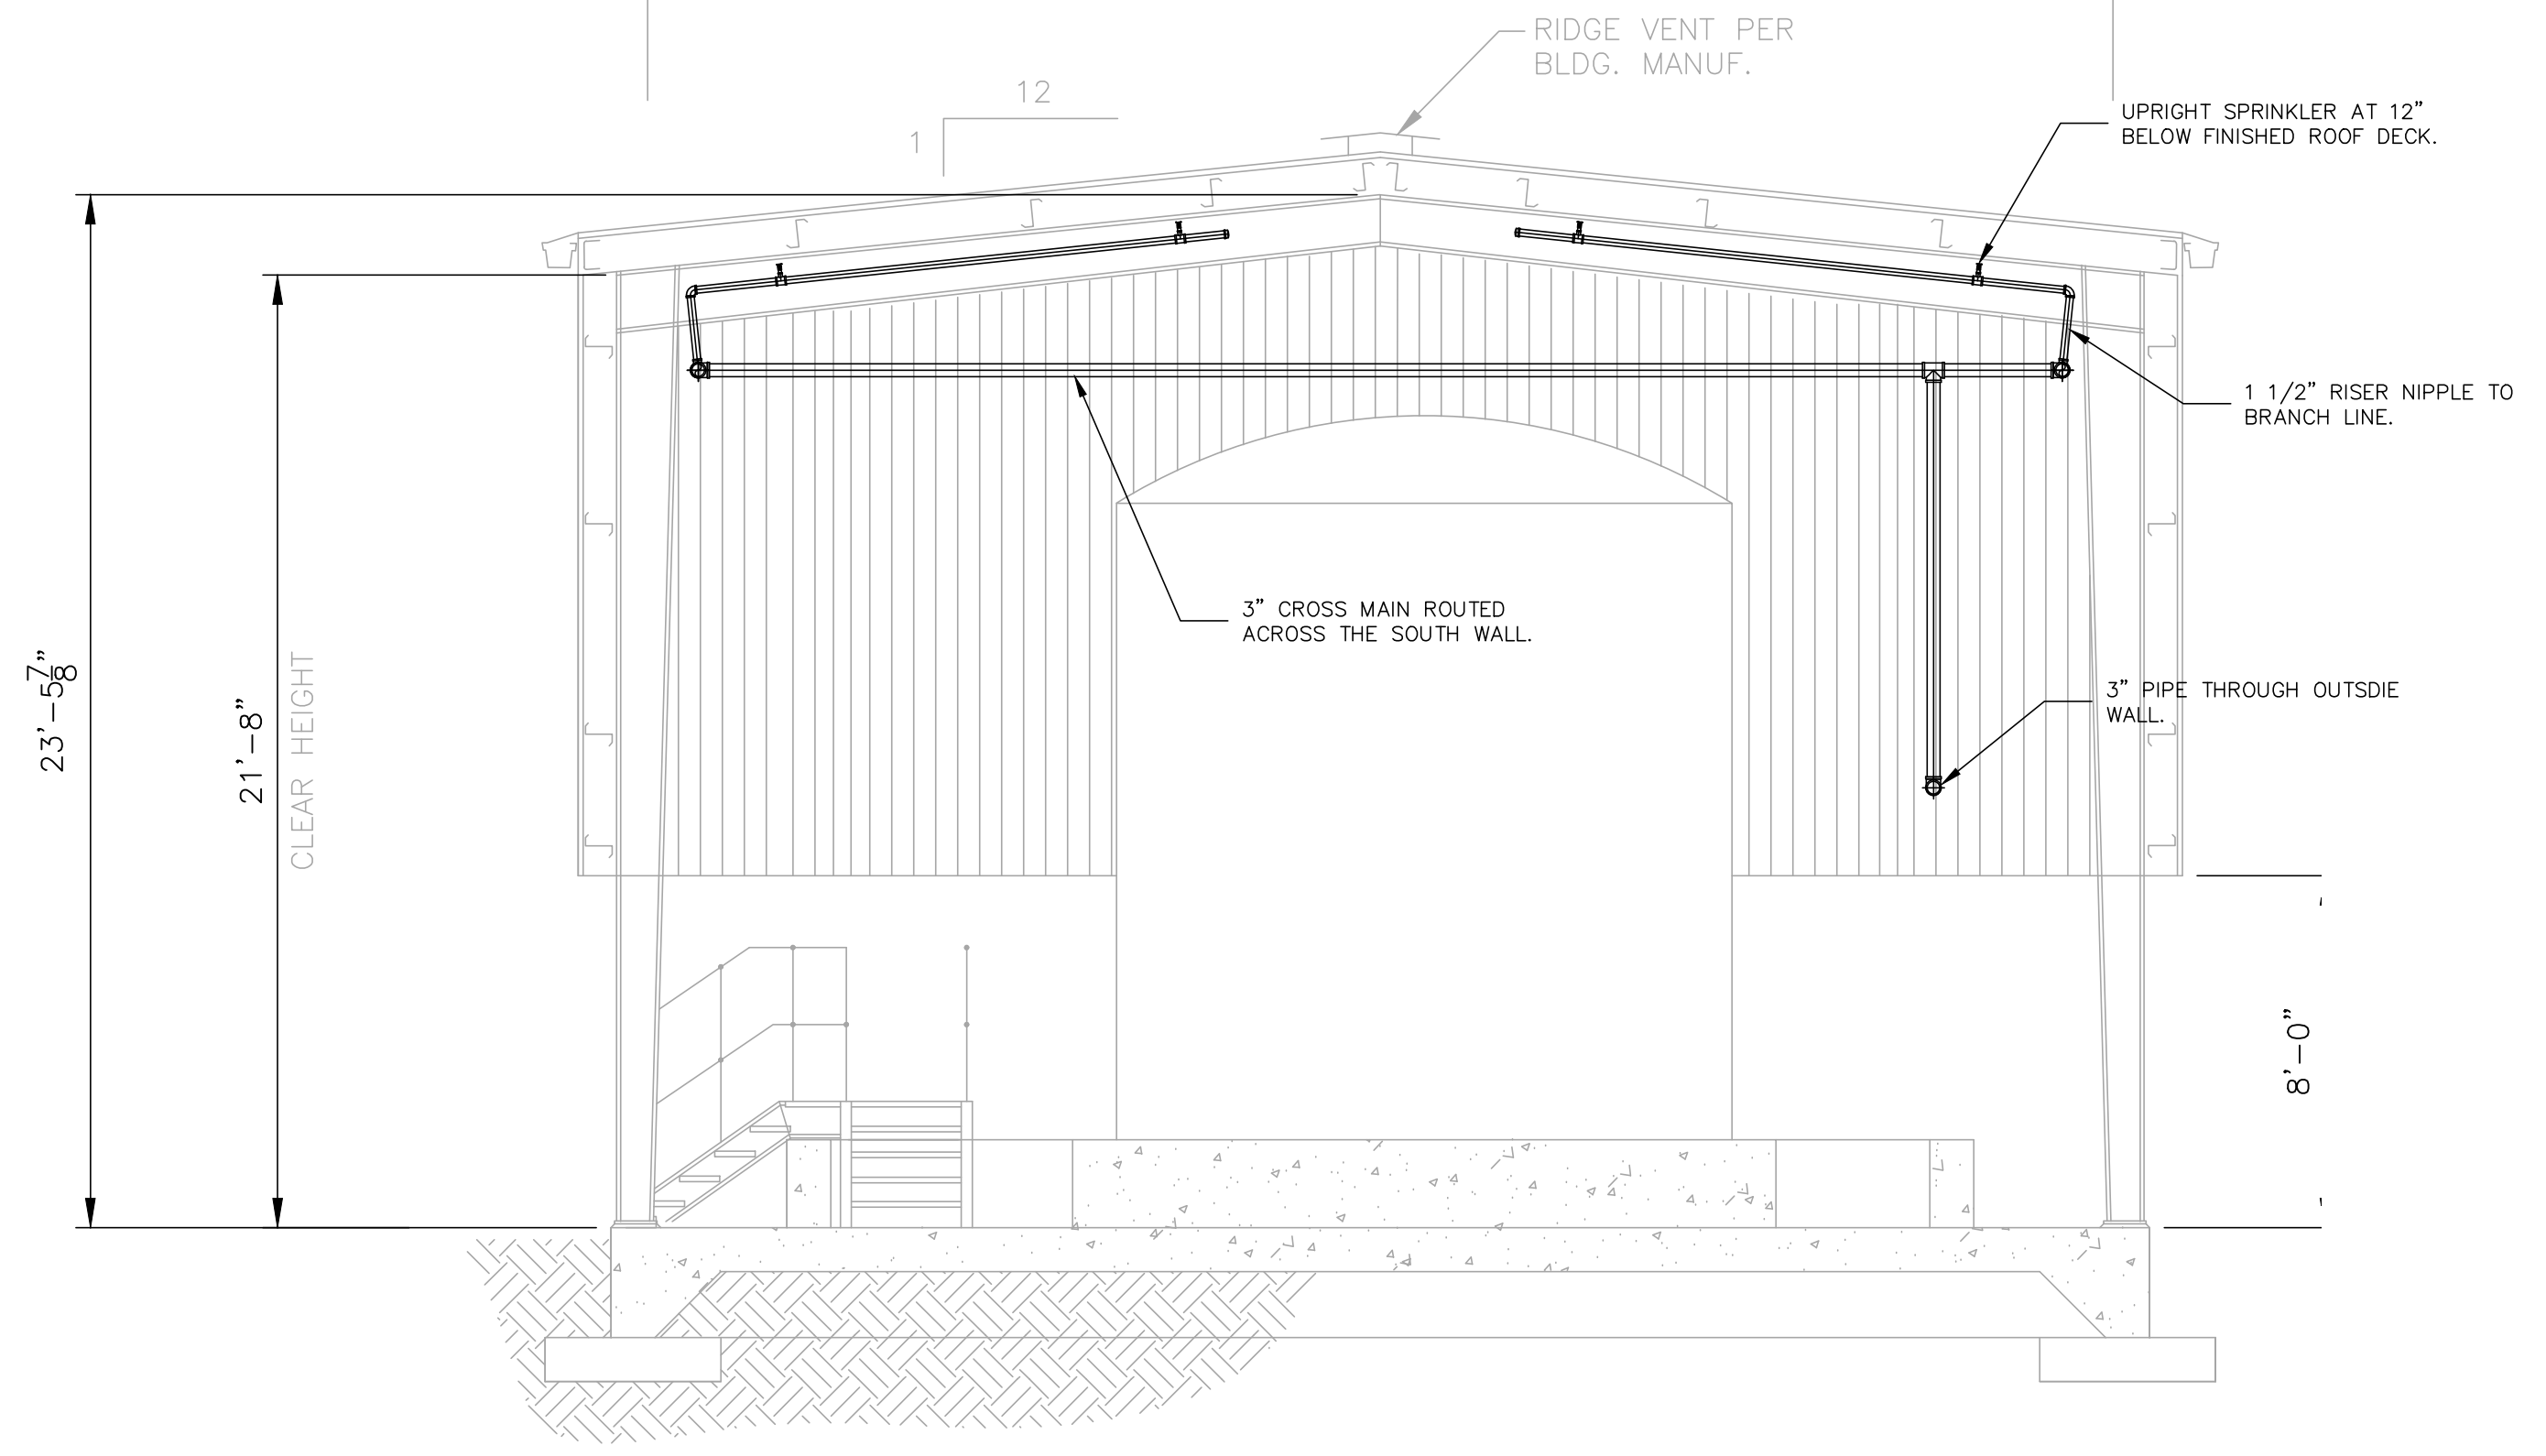 RIDGE VENT PER
BLDG. MANUF.
12
1
UPRIGHT SPRINKLER AT 12”
BELOW FINISHED ROOF DECK.
1 1/2” RISER NIPPLE TO
BRANCH LINE.
3” CROSS MAIN ROUTED
ACROSS THE SOUTH WALL.
3” PIPE THROUGH OUTSDIE
WALL.
23’-5 7/8”
21’-8”
CLEAR HEIGHT
8’-0”